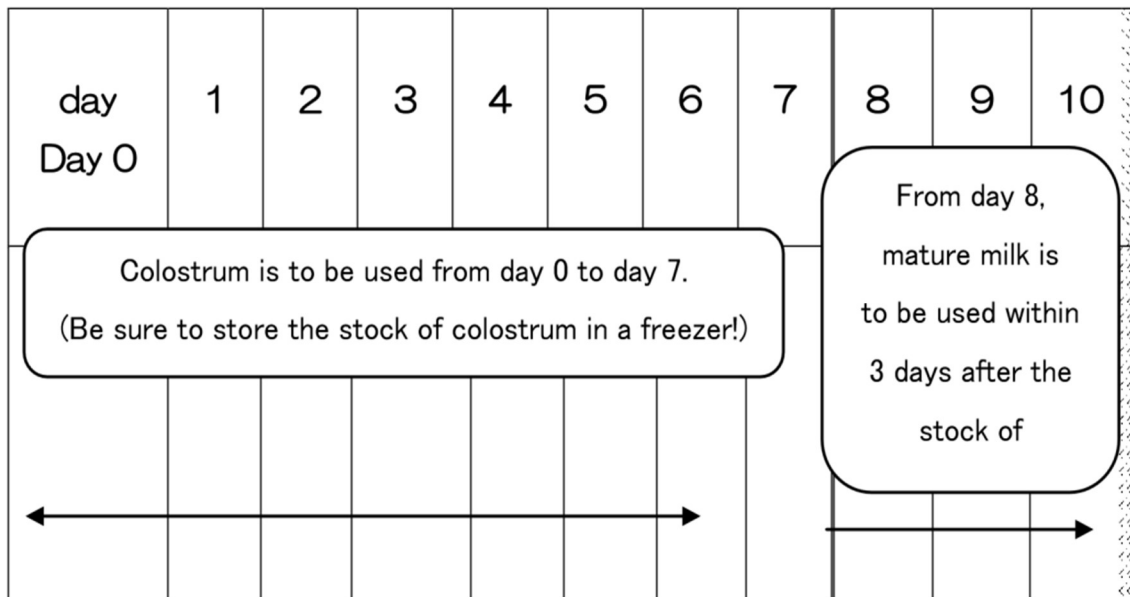 day 1 2 3 4 5 6 7 8 9 10
Day 0
Colostrum is to be used from day 0 to day 7.
(Be sure to store the stock of colostrum in a freezer!)
From day 8,
mature milk is
to be used within
3 days after the
stock of